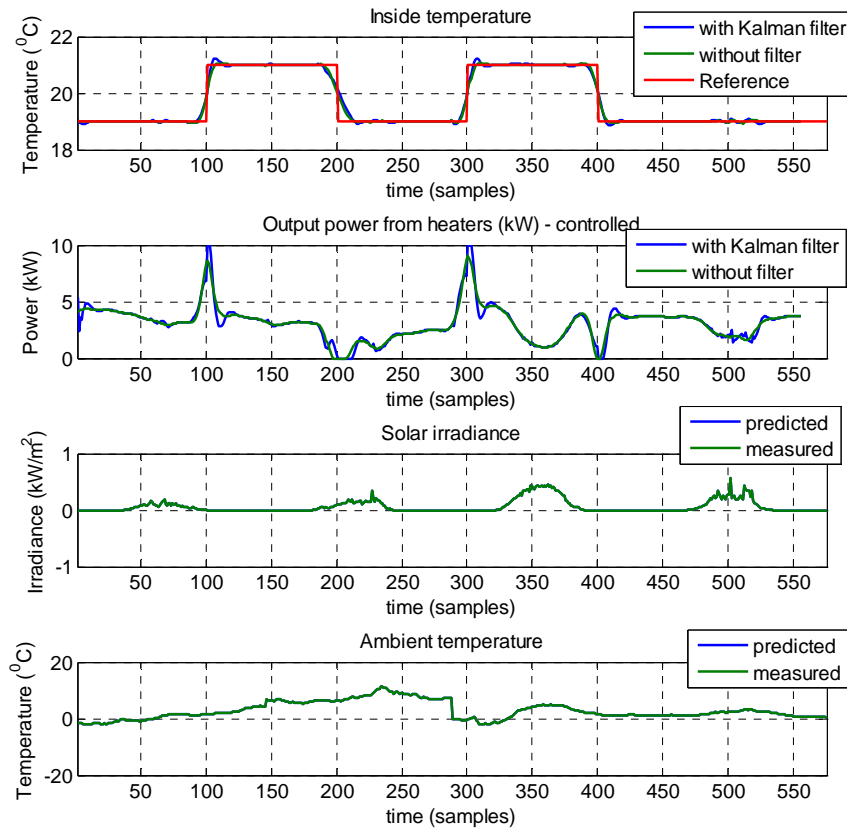 Inside temperature
with Kalman filter
without filter
Reference
Temperature (⁰C)
22
20
18
50 100 150 200 250 300 350 400 450 500 550
time (samples)
Output power from heaters (kW) - controlled
with Kalman filter
without filter
Power (kW)
10
5
0
50 100 150 200 250 300 350 400 450 500 550
time (samples)
Solar irradiance
predicted
measured
Irradiance (kW/m²)
1
0
-1
50 100 150 200 250 300 350 400 450 500 550
time (samples)
Ambient temperature
predicted
measured
Temperature (⁰C)
20
0
-20
50 100 150 200 250 300 350 400 450 500 550
time (samples)